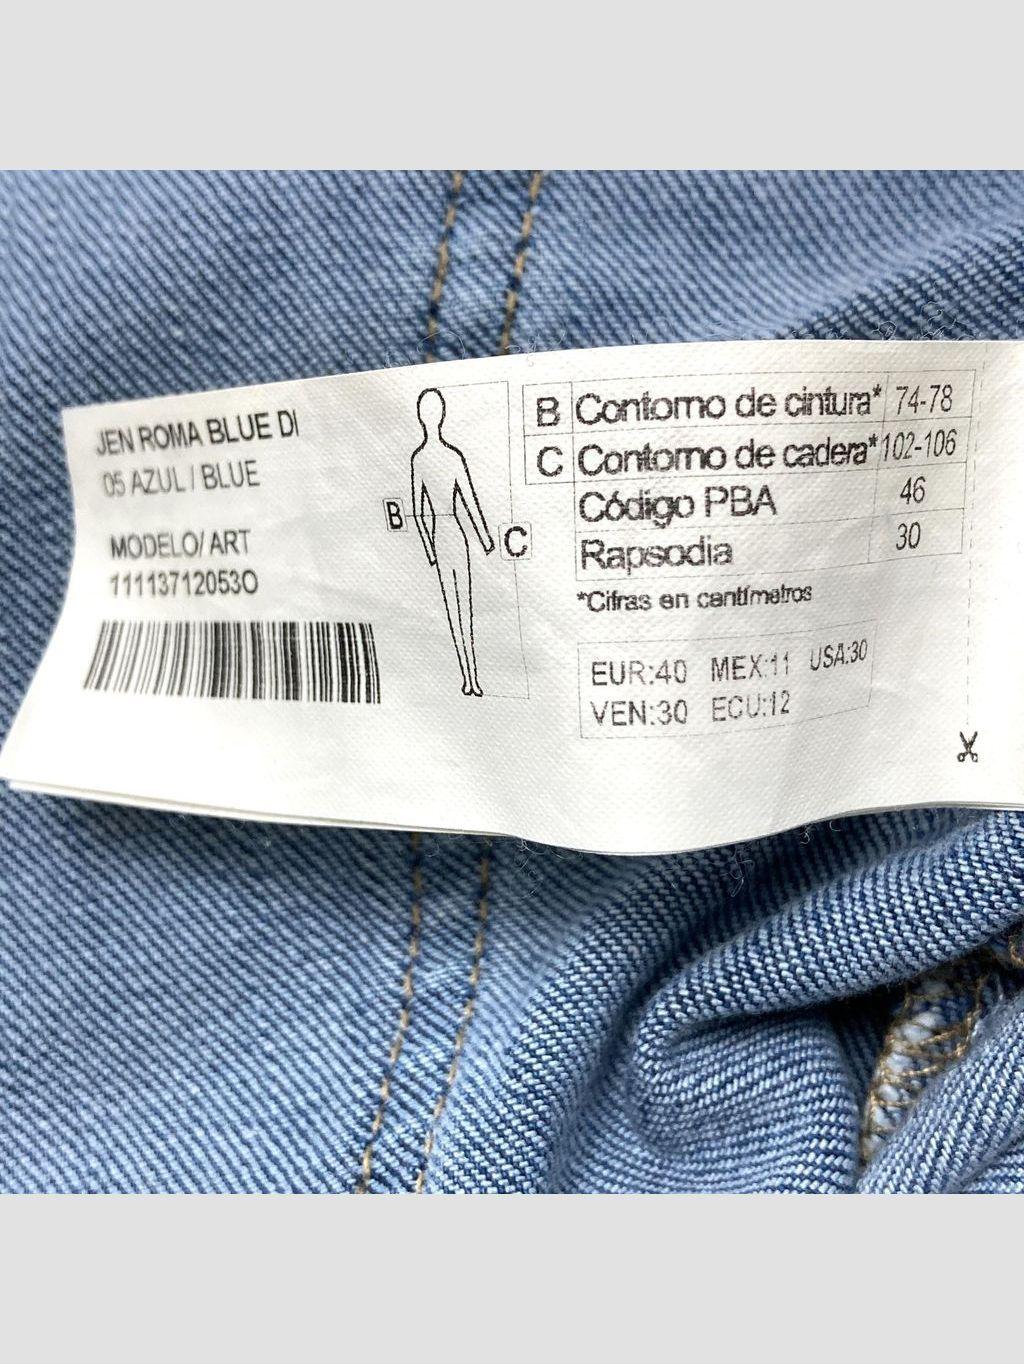 JEN ROMA BLUE DI
05 AZUL / BLUE
MODELO/ ART
11113712053O
B
C
B Contorno de cintura* 74-78
C Contorno de cadera* 102-106
Código PBA 46
Rapsodia 30
*Cifras en centímetros
EUR:40 MEX:11 USA:30
VEN:30 ECU:12